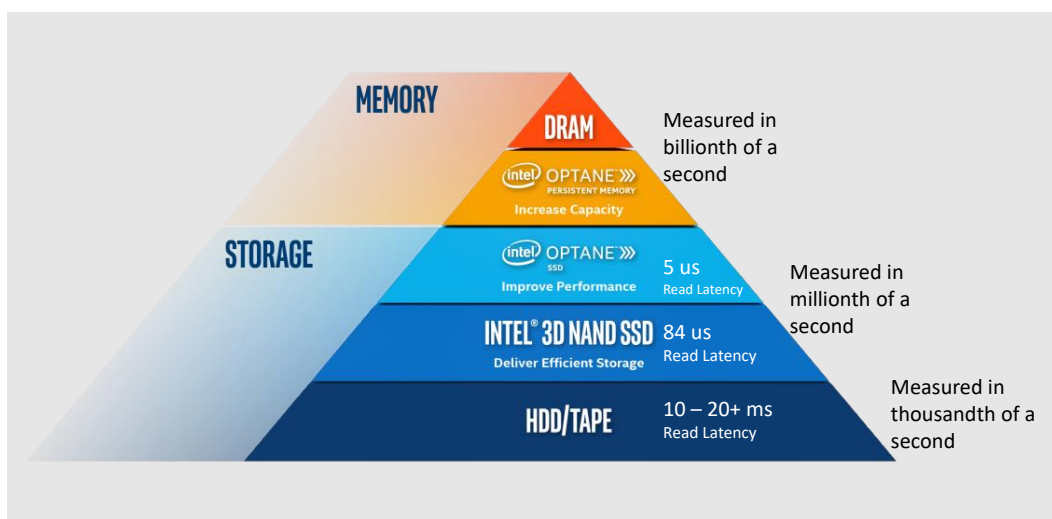 MEMORY
DRAM
Measured in
billionth of a
second
intel OPTANE™
PERSISTENT MEMORY
Increase Capacity
STORAGE
intel OPTANE™
SSD
Improve Performance
5 us
Read Latency
Measured in
millionth of a
second
INTEL® 3D NAND SSD
Deliver Efficient Storage
84 us
Read Latency
HDD/TAPE
10 – 20+ ms
Read Latency
Measured in
thousandth of a
second